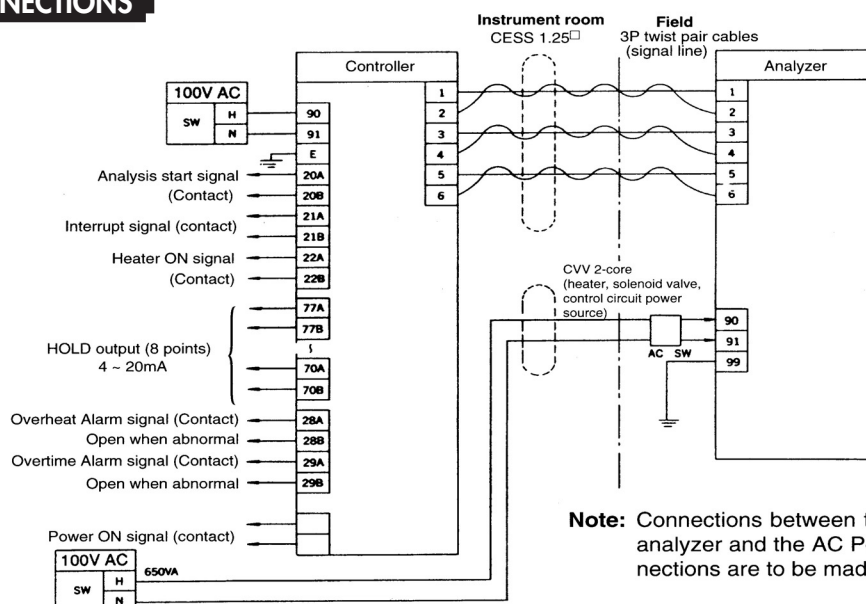 NNECTIONS
Instrument room
CESS 1.25□
Field
3P twist pair cables
(signal line)
Controller
Analyzer
100V AC
SW
H
N
90
91
E
20A
20B
21A
21B
22A
22B
77A
77B
70A
70B
28A
28B
29A
29B
1
2
3
4
5
6
1
2
3
4
5
6
Analysis start signal
(Contact)
Interrupt signal (contact)
Heater ON signal
(Contact)
HOLD output (8 points)
4 ~ 20mA
Overheat Alarm signal (Contact)
Open when abnormal
Overtime Alarm signal (Contact)
Open when abnormal
Power ON signal (contact)
CVV 2-core
(heater, solenoid valve,
control circuit power
source)
AC SW
90
91
99
100V AC
SW
H
N
650VA
Note: Connections between
analyzer and the AC
nections are to be